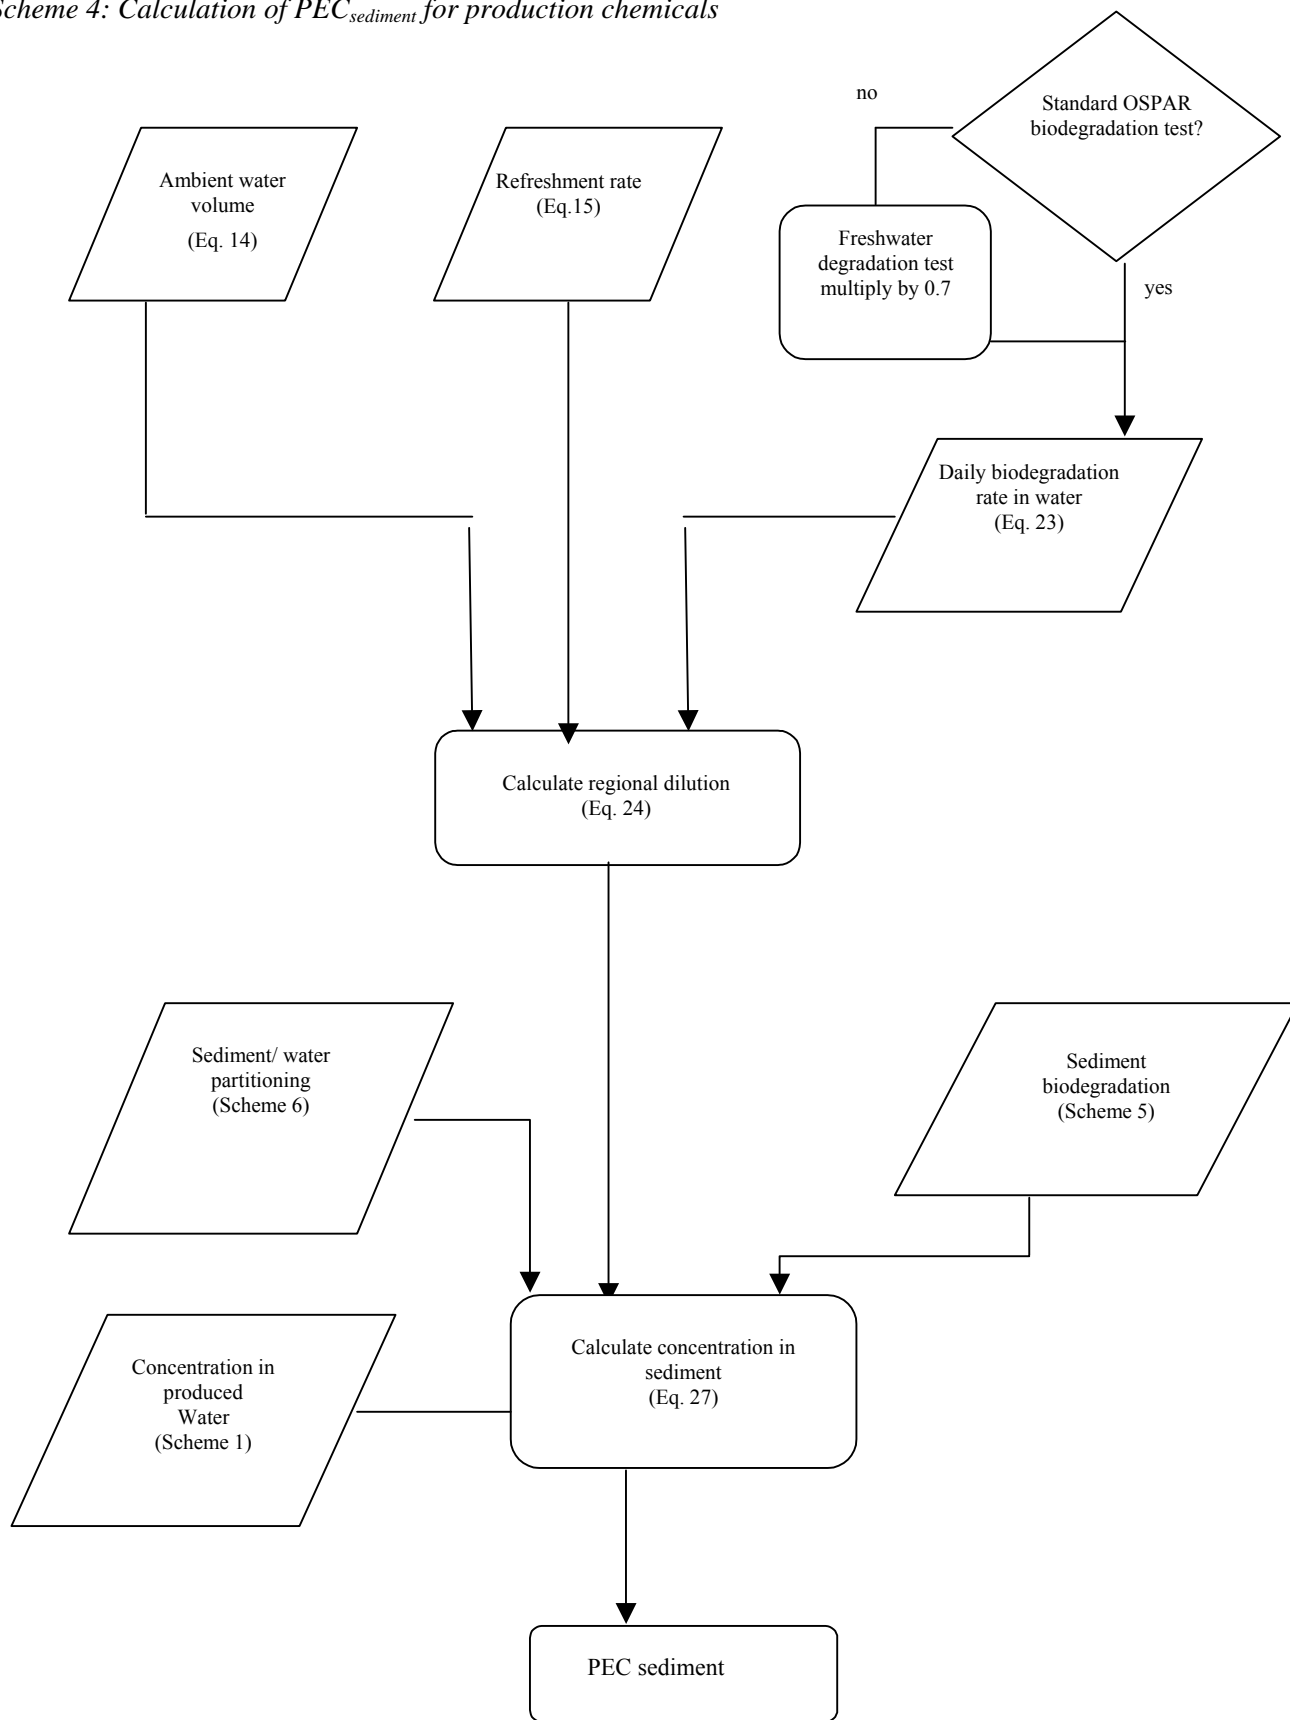 Scheme 4: Calculation of PECsediment for production chemicals
no
Standard OSPAR
biodegradation test?
Ambient water
volume
(Eq. 14)
Refreshment rate
(Eq.15)
Freshwater
degradation test
multiply by 0.7
yes
Daily biodegradation
rate in water
(Eq. 23)
Calculate regional dilution
(Eq. 24)
Sediment/ water
partitioning
(Scheme 6)
Sediment
biodegradation
(Scheme 5)
Concentration in
produced
Water
(Scheme 1)
Calculate concentration in
sediment
(Eq. 27)
PEC sediment